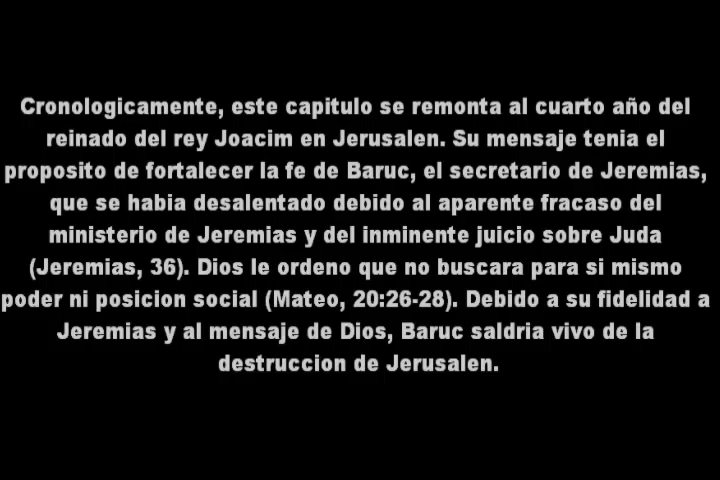 Cronologicamente, este capitulo se remonta al cuarto año del
reinado del rey Joacim en Jerusalen. Su mensaje tenia el
proposito de fortalecer la fe de Baruc, el secretario de Jeremias,
que se habia desalentado debido al aparente fracaso del
ministerio de Jeremias y del inminente juicio sobre Juda
(Jeremias, 36). Dios le ordeno que no buscara para si mismo
poder ni posicion social (Mateo, 20:26-28). Debido a su fidelidad a
Jeremias y al mensaje de Dios, Baruc saldria vivo de la
destruccion de Jerusalen.